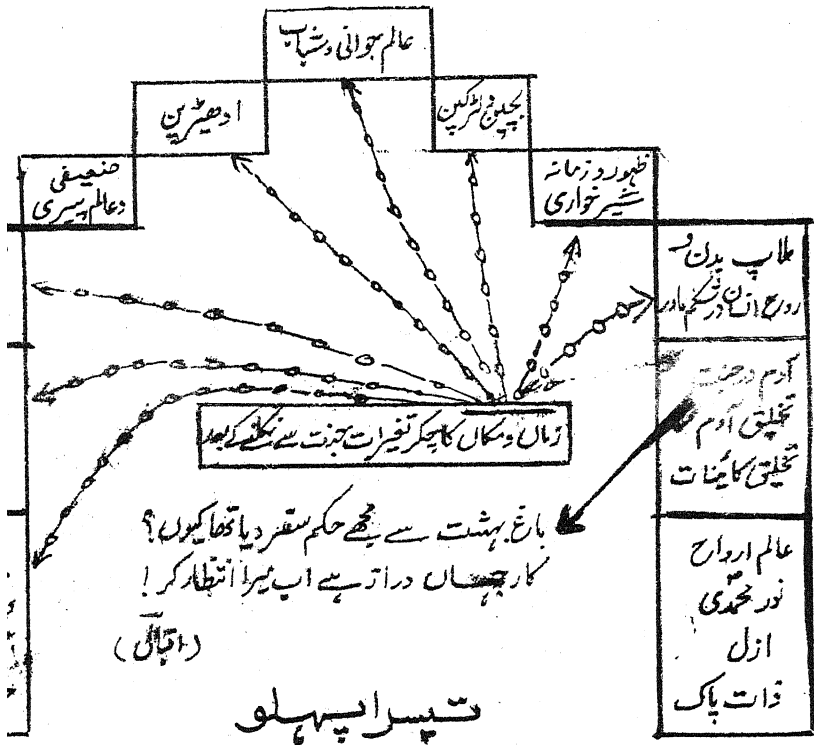 عالم جوانی و شباب
ادھیڑپن
بچپن لڑکپن
ضعیفی
و عالم پیری
ظہور و زمانہ
شیر خواری
ملاپ بدن و
روح انسان در شکم مادر
آدم در جنت
تخلیق آدم
تخلیق کائنات
زماں و مکاں کا چکر تغیرات جنت سے نکلنے کے بعد
باغ بہشت سے مجھے حکم سفر دیا تھا کیوں؟
کار جہاں دراز ہے اب میرا انتظار کر!
(اقبالؒ)
عالم ارواح
نور محمدیؐ
ازل
ذات پاک
تیسرا پہلو